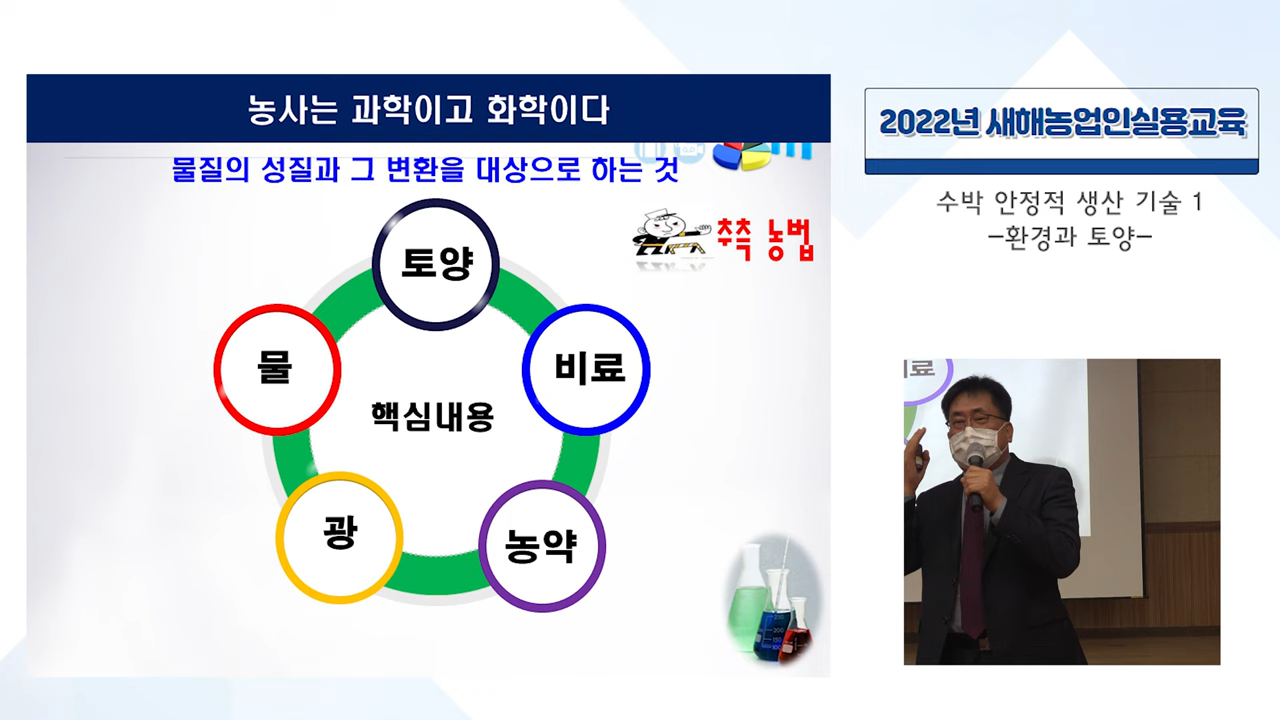 농사는 과학이고 화학이다
물질의 성질과 그 변환을 대상으로 하는 것
추측 농법
토양
물
비료
핵심내용
광
농약
2022년 새해농업인실용교육
수박 안정적 생산 기술 1
-환경과 토양-
료